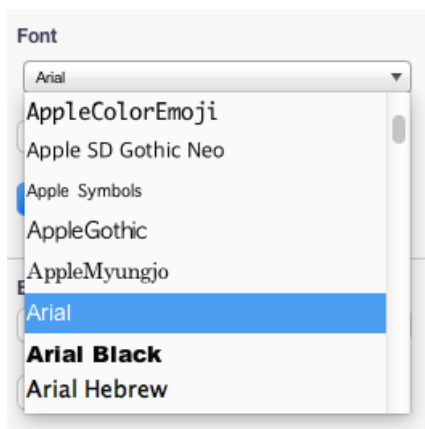 Font
Arial
AppleColorEmoji
Apple SD Gothic Neo
Apple Symbols
AppleGothic
AppleMyungjo
Arial
Arial Black
Arial Hebrew